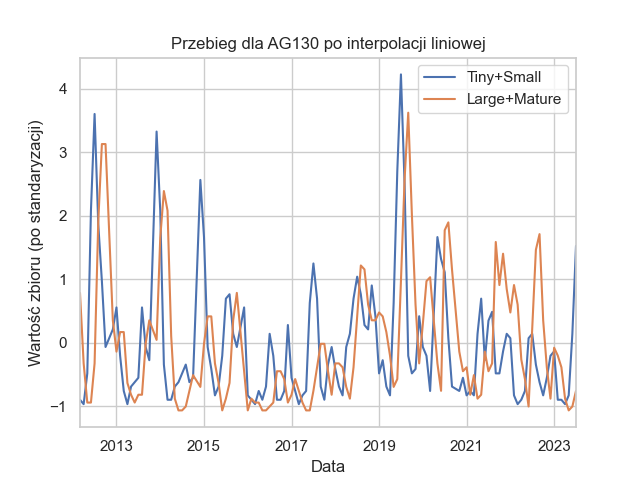 Przebieg dla AG130 po interpolacji liniowej
Tiny+Small
Large+Mature
Wartość zbioru (po standaryzacji)
4
3
2
1
0
−1
2013 2015 2017 2019 2021 2023
Data